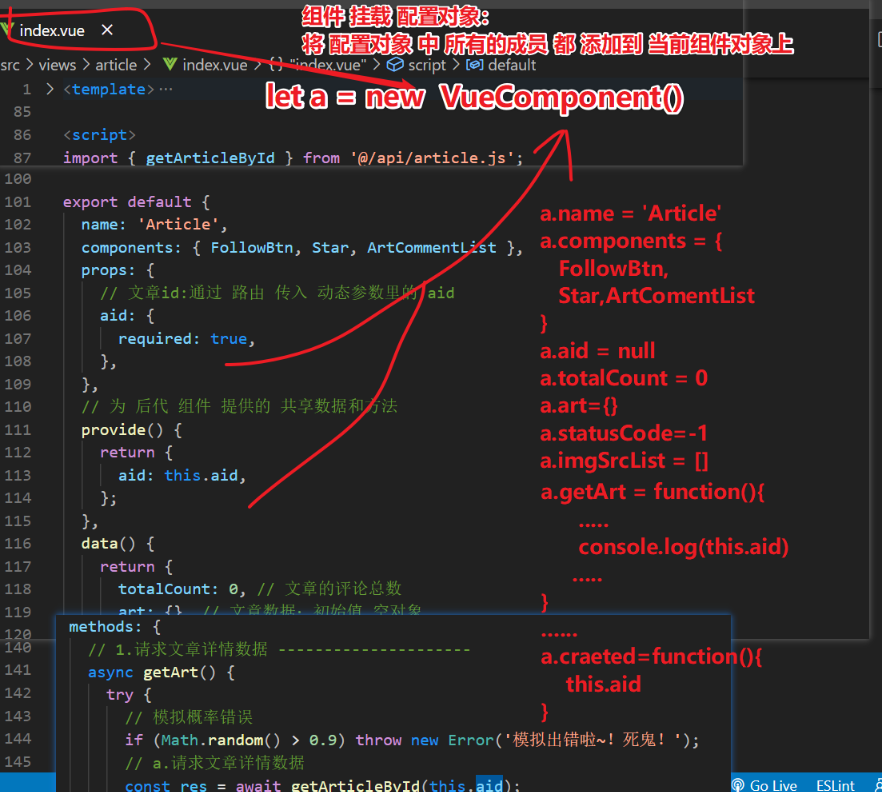 index.vue ×
组件 挂载 配置对象：
将 配置对象 中 所有的成员 都 添加到 当前组件对象上
src > views > article > index.vue > {} "index.vue" > script > default
let a = new VueComponent()
1 > <template> ...
85
86 <script>
87 import { getArticleById } from '@/api/article.js';
100
101 export default {
102 name: 'Article',
103 components: { FollowBtn, Star, ArtCommentList },
104 props: {
105 // 文章id:通过 路由 传入 动态参数里的 aid
106 aid: {
107 required: true,
108 },
109 },
110 // 为 后代 组件 提供的 共享数据和方法
111 provide() {
112 return {
113 aid: this.aid,
114 };
115 },
116 data() {
117 return {
118 totalCount: 0, // 文章的评论总数
119 art: {}, // 文章数据: 初始值 空对象
120
a.name = 'Article'
a.components = {
FollowBtn,
Star,ArtComentList
}
a.aid = null
a.totalCount = 0
a.art={}
a.statusCode=-1
a.imgSrcList = []
a.getArt = function(){
.....
console.log(this.aid)
.....
}
......
a.craeted=function(){
this.aid
}
methods: {
140 // 1.请求文章详情数据 ---------------------
141 async getArt() {
142 try {
143 // 模拟概率错误
144 if (Math.random() > 0.9) throw new Error('模拟出错啦~! 死鬼! ');
145 // a.请求文章详情数据
const res = await getArticleById(this.aid);
Go Live ESLint